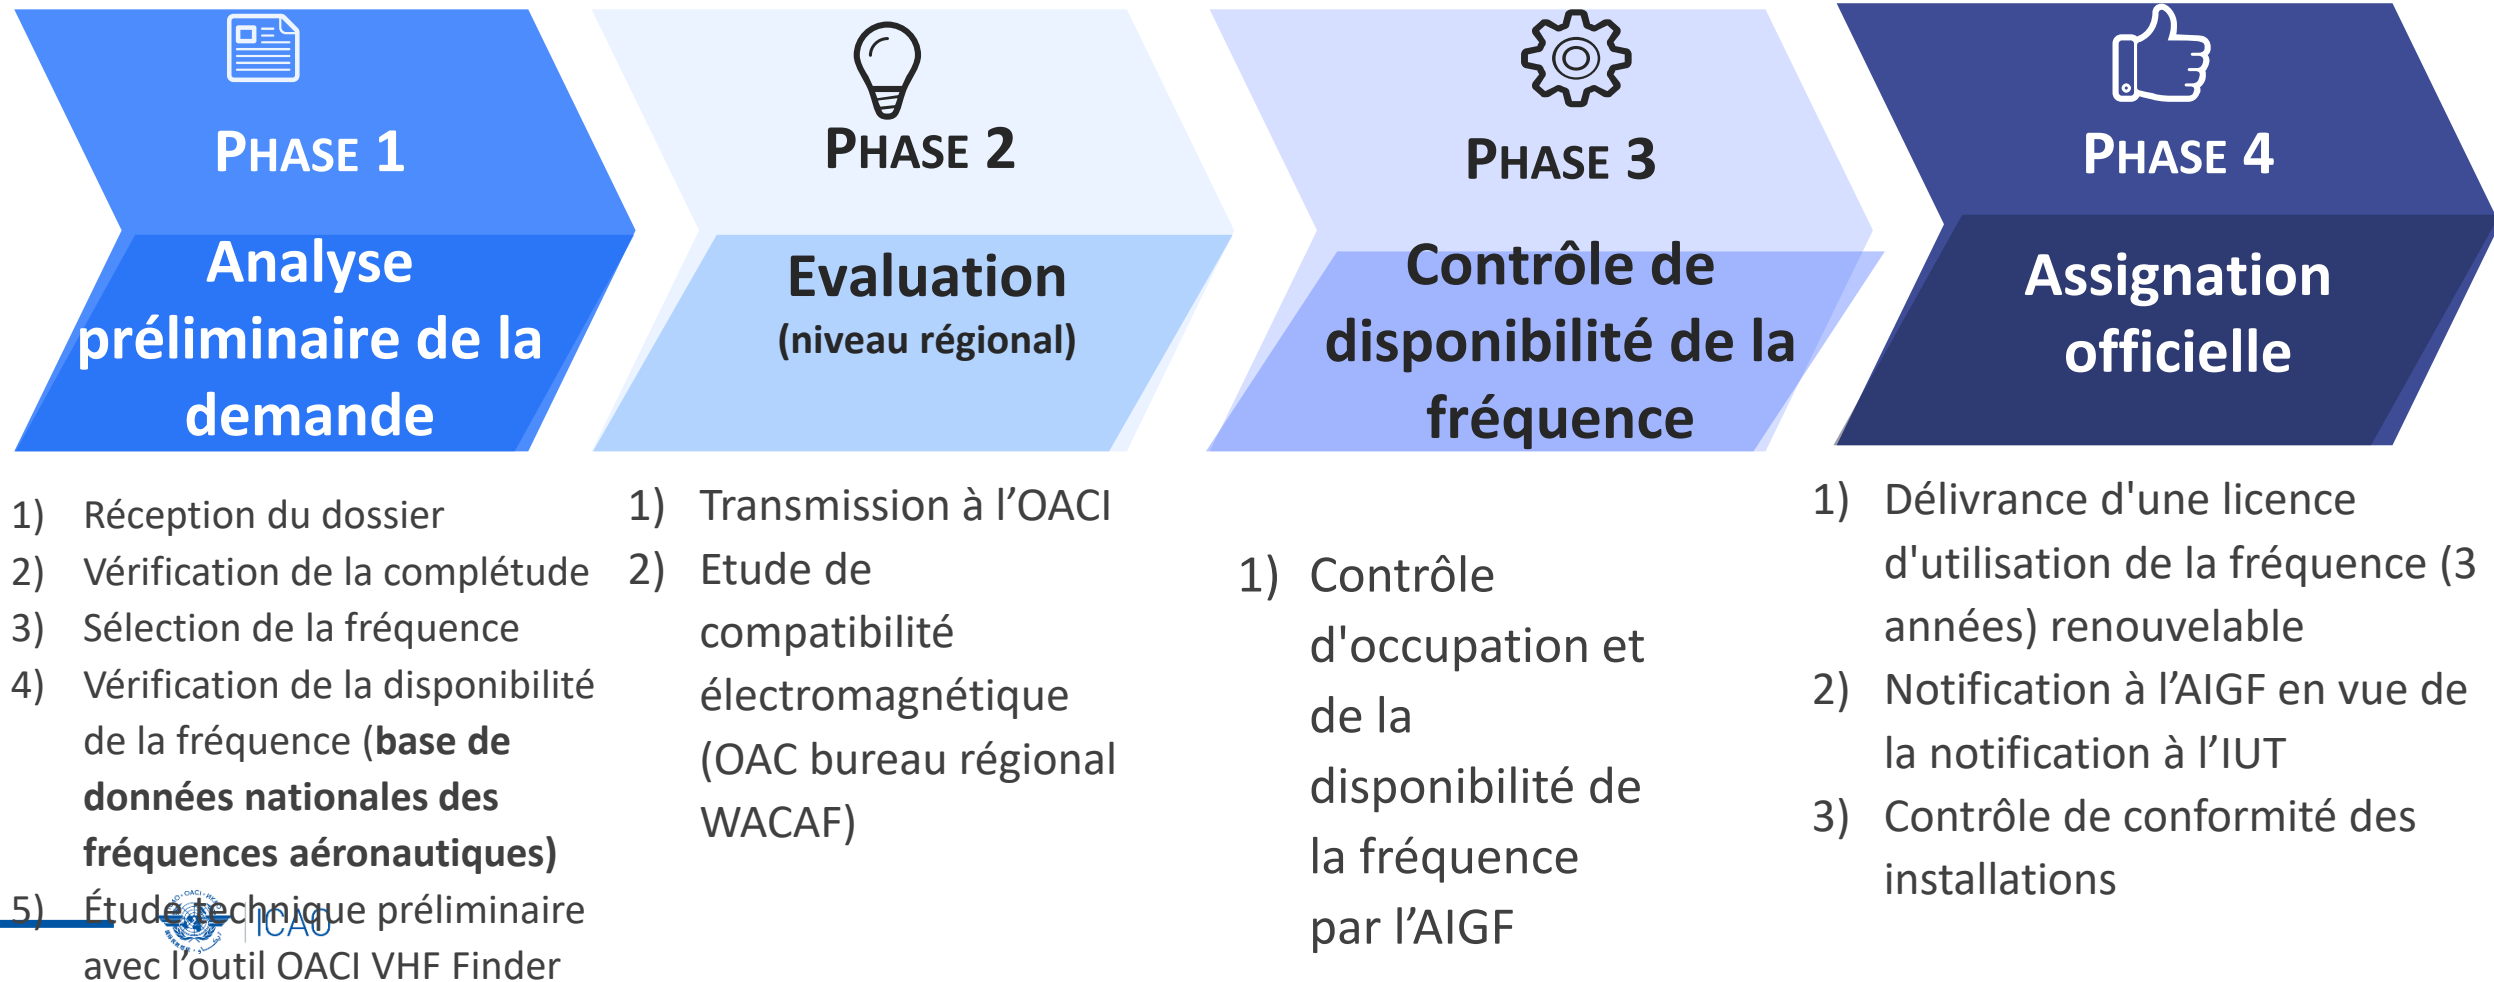 PHASE 1
Analyse
préliminaire de la
demande
1) Réception du dossier
2) Vérification de la complétude
3) Sélection de la fréquence
4) Vérification de la disponibilité
de la fréquence (base de
données nationales des
fréquences aéronautiques)
5) Étude technique préliminaire
avec l’outil OACI VHF Finder
PHASE 2
Evaluation
(niveau régional)
1) Transmission à l’OACI
2) Etude de
compatibilité
électromagnétique
(OAC bureau régional
WACAF)
PHASE 3
Contrôle de
disponibilité de la
fréquence
1) Contrôle
d'occupation et
de la
disponibilité de
la fréquence
par l’AIGF
PHASE 4
Assignation
officielle
1) Délivrance d'une licence
d'utilisation de la fréquence (3
années) renouvelable
2) Notification à l’AIGF en vue de
la notification à l’IUT
3) Contrôle de conformité des
installations
ICAO